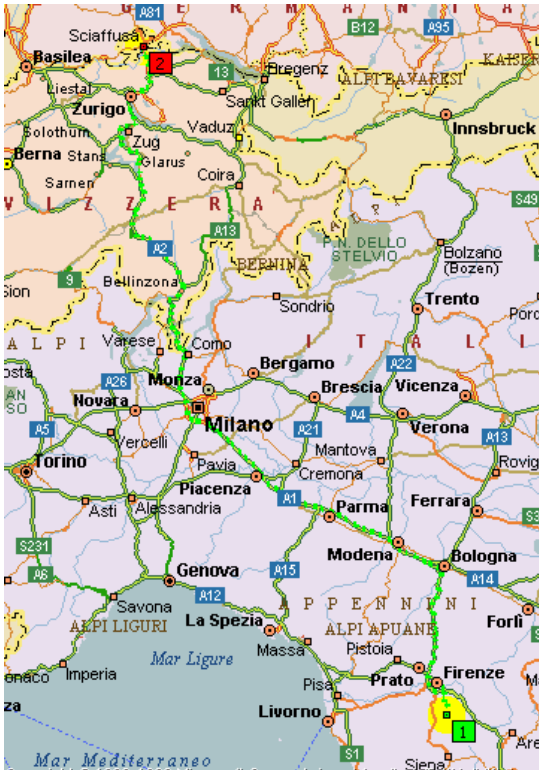 A81
G E R M A N I A
Sciaffusa
B12
A95
Basilea
2
13
Bregenz
ALPI BAVARESI
KAISER
Liestal
Zurigo
Sankt Gallen
Solothurn
Zug
Vaduz
Innsbruck
Berna
Stans
Glarus
Sarnen
Coira
S49
V I Z Z E R A
A13
A2
P.N. DELLO
STELVIO
Bolzano
(Bozen)
BERNINA
9
Bellinzona
Sion
Sondrio
Trento
A L P I
I T A L I
Varese
Como
Bergamo
A22
A26
Monza
Brescia
Vicenza
Novara
A4
A5
Milano
A21
Verona
A13
Vercelli
Mantova
Torino
Pavia
Cremona
Rovig
Piacenza
A1
Asti
Alessandria
Parma
Ferrara
S231
Modena
Bologna
A6
Genova
A15
A14
A12
A P P E N N I N I
Savona
Forlì
ALPI LIGURI
La Spezia
ALPI APUANE
Massa
Pistoia
Mar Ligure
Imperia
Prato
Firenze
Pisa
Livorno
1
Mar Mediterraneo
S1
Siena